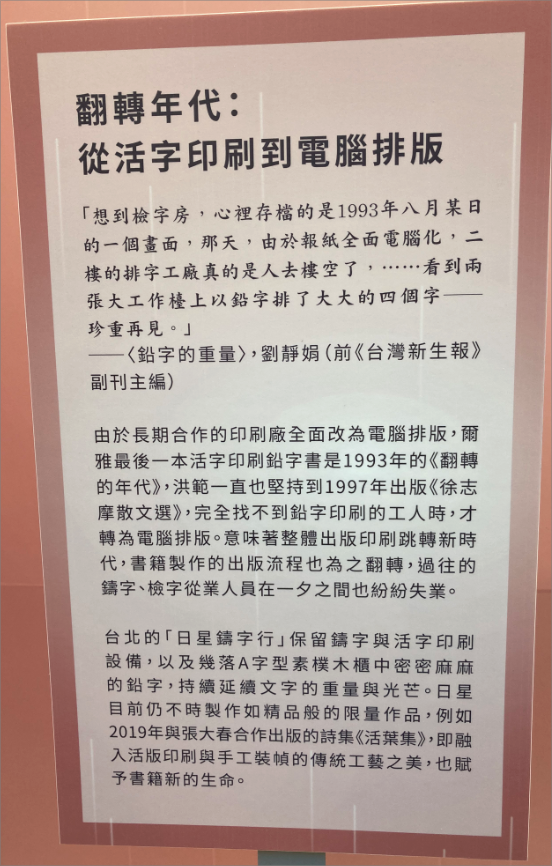 翻轉年代：
從活字印刷到電腦排版
「想到檢字房，心裡存檔的是1993年八月某日
的一個畫面，那天，由於報紙全面電腦化，二
樓的排字工廠真的是人去樓空了，……看到兩
張大工作檯上以鉛字排了大大的四個字——
珍重再見。」
——〈鉛字的重量〉，劉靜娟（前《台灣新生報》
副刊主編）
由於長期合作的印刷廠全面改為電腦排版，爾
雅最後一本活字印刷鉛字書是1993年的《翻轉
的年代》，洪範一直也堅持到1997年出版《徐志
摩散文選》，完全找不到鉛字印刷的工人時，才
轉為電腦排版。意味著整體出版印刷跳轉新時
代，書籍製作的出版流程也為之翻轉，過往的
鑄字、檢字從業人員在一夕之間也紛紛失業。
台北的「日星鑄字行」保留鑄字與活字印刷
設備，以及幾落A字型素樸木櫃中密密麻麻
的鉛字，持續延續文字的重量與光芒。日星
目前仍不時製作如精品般的限量作品，例如
2019年與張大春合作出版的詩集《活葉集》，即融
入活版印刷與手工裝幀的傳統工藝之美，也賦
予書籍新的生命。